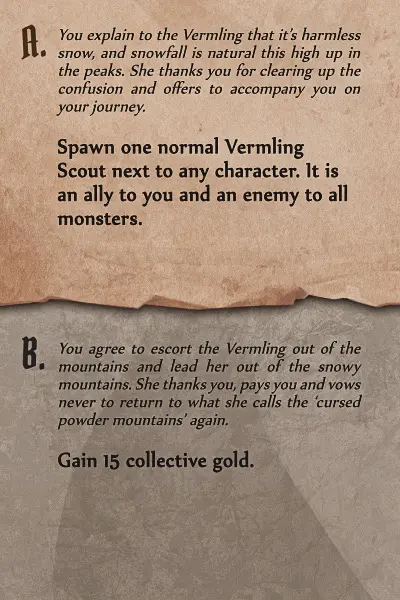 A. You explain to the Vermling that it's harmless
snow, and snowfall is natural this high up in
the peaks. She thanks you for clearing up the
confusion and offers to accompany you on
your journey.
Spawn one normal Vermling
Scout next to any character. It is
an ally to you and an enemy to all
monsters.
B. You agree to escort the Vermling out of the
mountains and lead her out of the snowy
mountains. She thanks you, pays you and vows
never to return to what she calls the ‘cursed
powder mountains’ again.
Gain 15 collective gold.